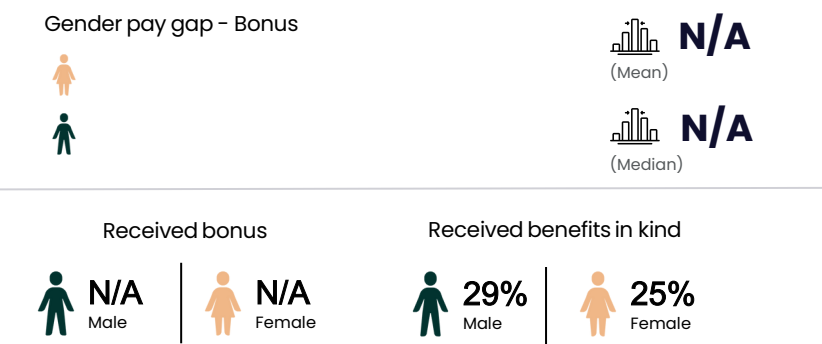 Gender pay gap - Bonus
N/A
(Mean)
N/A
(Median)
Received bonus
N/A
Male
N/A
Female
Received benefits in kind
29%
Male
25%
Female